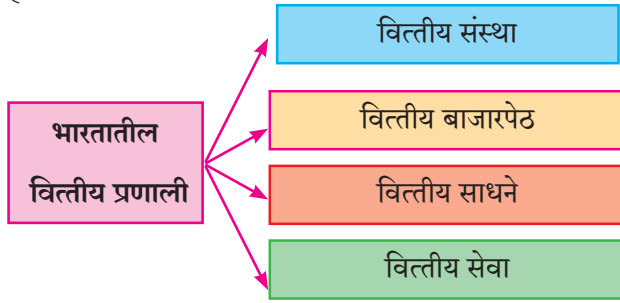 वित्तीय संस्था
भारतातील
वित्तीय प्रणाली
वित्तीय बाजारपेठ
वित्तीय साधने
वित्तीय सेवा